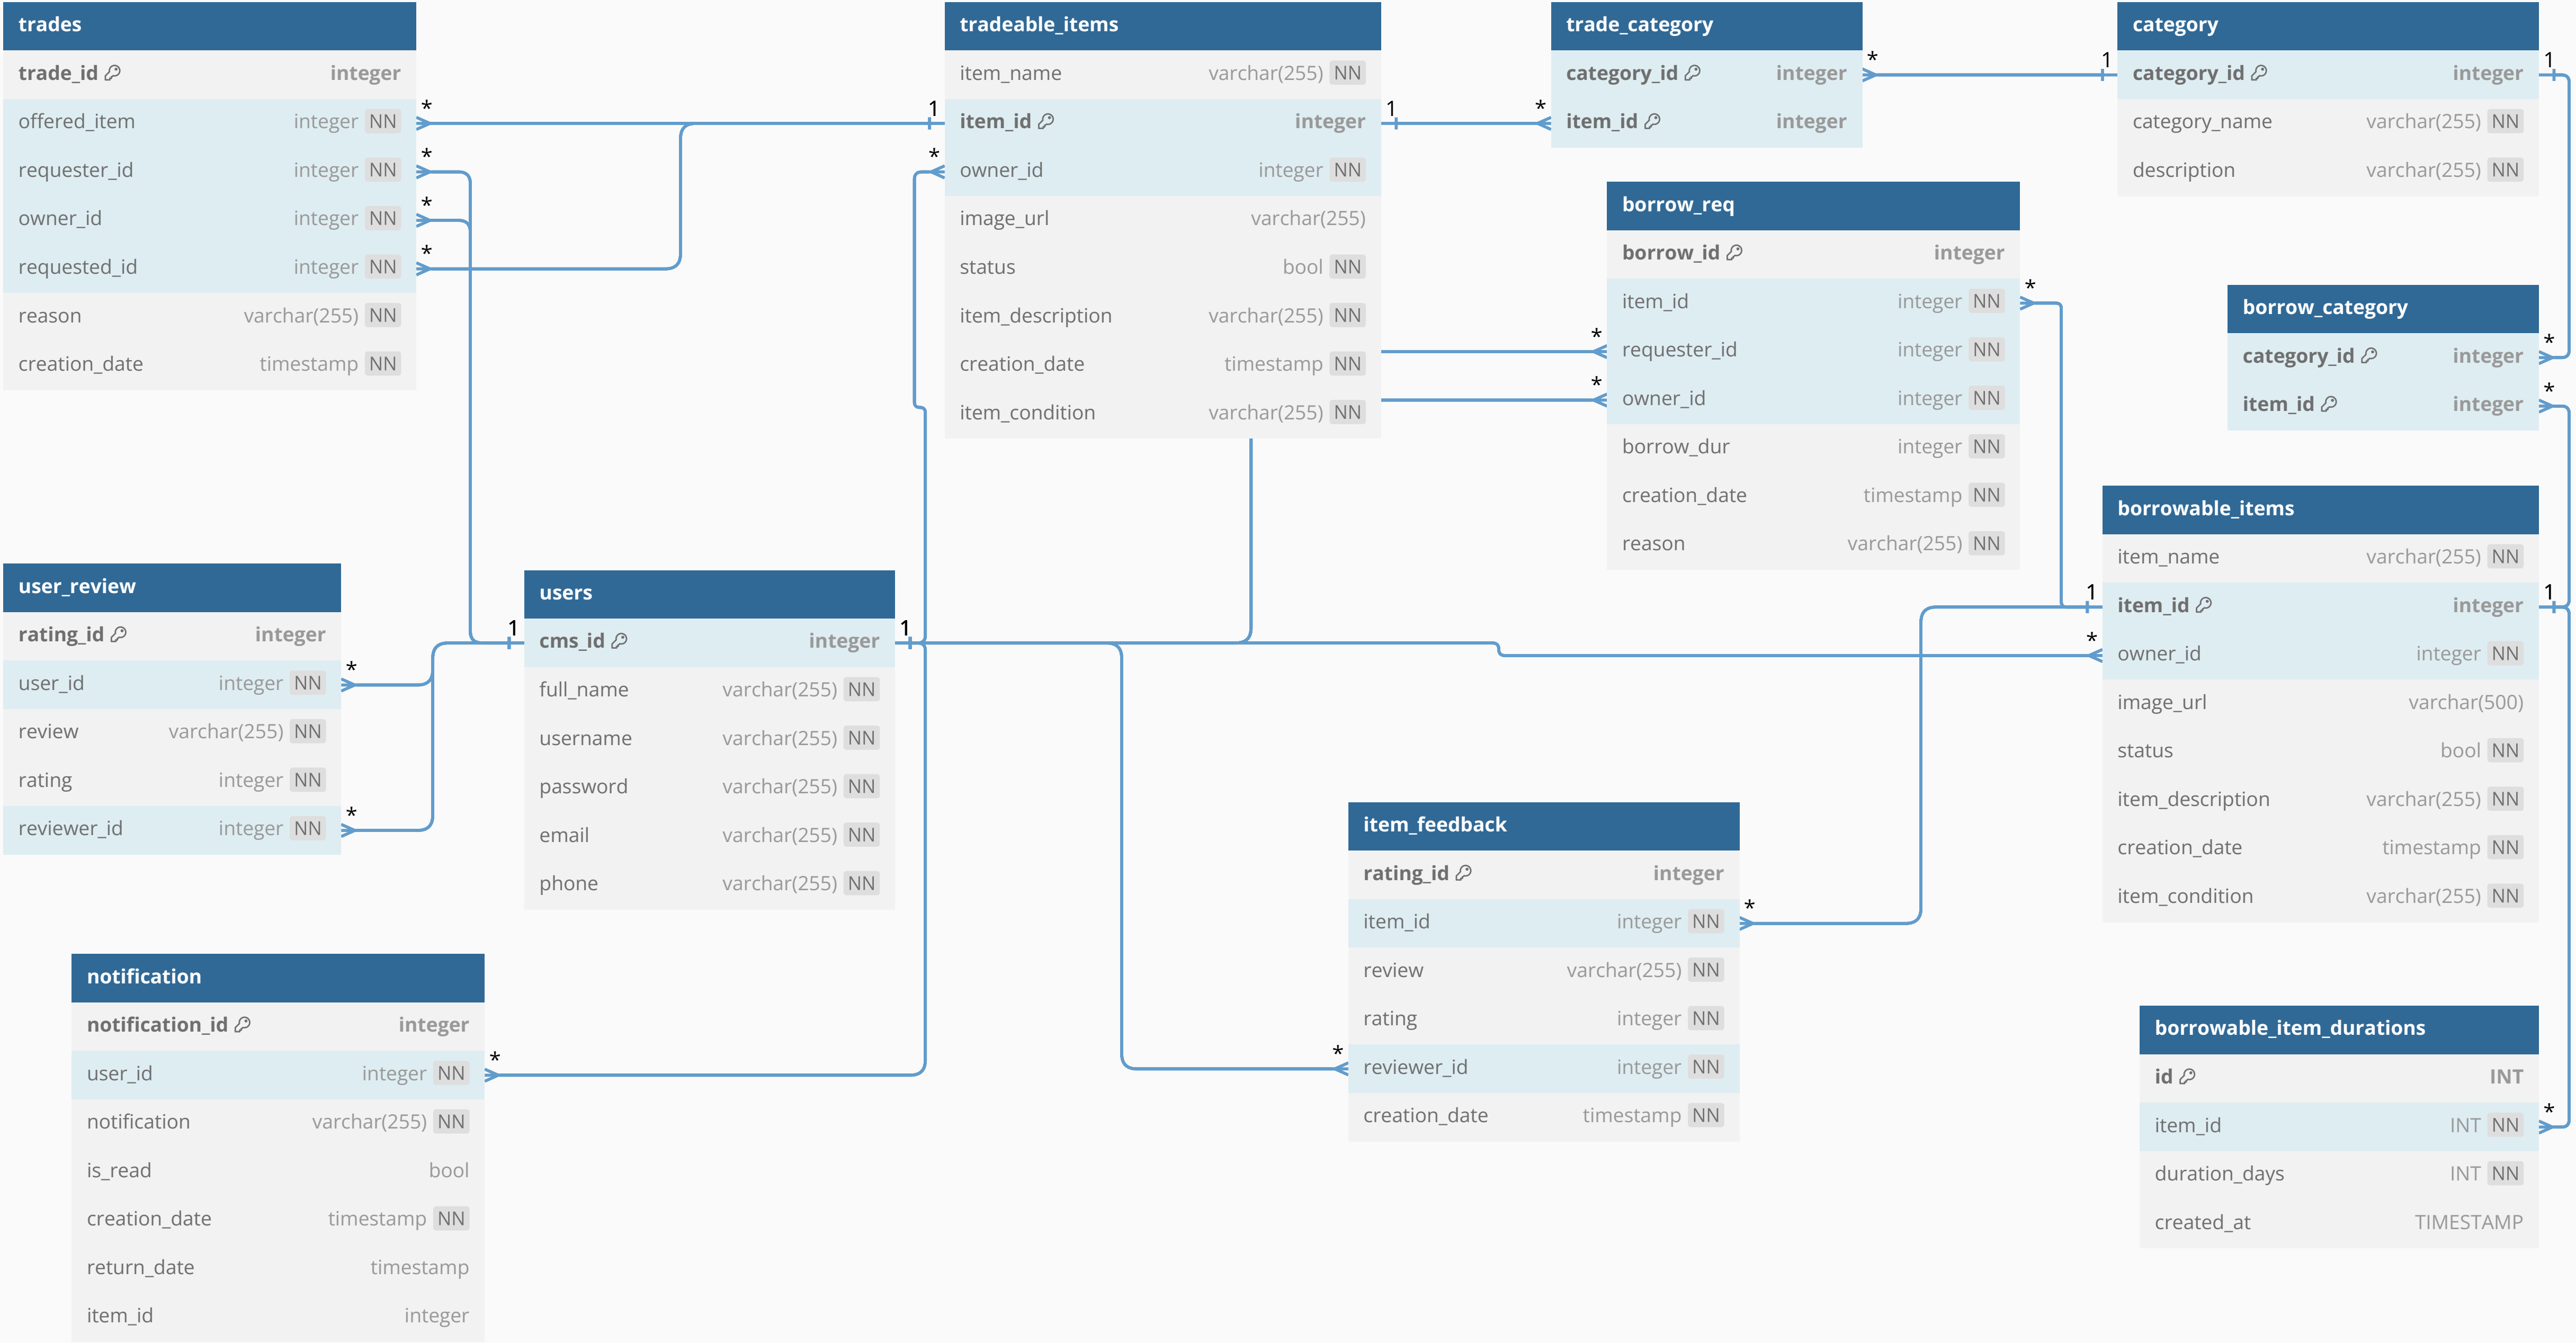 trades
trade_id integer
* offered_item integer NN
* requester_id integer NN
* owner_id integer NN
* requested_id integer NN
reason varchar(255) NN
creation_date timestamp NN
tradeable_items
item_name varchar(255) NN
1 item_id integer 1
* owner_id integer NN
image_url varchar(255)
status bool NN
item_description varchar(255) NN
creation_date timestamp NN
item_condition varchar(255) NN
trade_category
category_id integer *
* item_id integer
category
1 category_id integer 1
category_name varchar(255) NN
description varchar(255) NN
borrow_req
borrow_id integer
item_id integer NN *
* requester_id integer NN
* owner_id integer NN
borrow_dur integer NN
creation_date timestamp NN
reason varchar(255) NN
borrow_category
category_id integer *
item_id integer *
borrowable_items
item_name varchar(255) NN
1 item_id integer 1
* owner_id integer NN
image_url varchar(500)
status bool NN
item_description varchar(255) NN
creation_date timestamp NN
item_condition varchar(255) NN
user_review
rating_id integer
user_id integer NN *
review varchar(255) NN
rating integer NN
reviewer_id integer NN *
users
1 cms_id integer 1
full_name varchar(255) NN
username varchar(255) NN
password varchar(255) NN
email varchar(255) NN
phone varchar(255) NN
item_feedback
rating_id integer
item_id integer NN *
review varchar(255) NN
rating integer NN
* reviewer_id integer NN
creation_date timestamp NN
notification
notification_id integer
user_id integer NN *
notification varchar(255) NN
is_read bool
creation_date timestamp NN
return_date timestamp
item_id integer
borrowable_item_durations
id INT
item_id INT NN *
duration_days INT NN
created_at TIMESTAMP